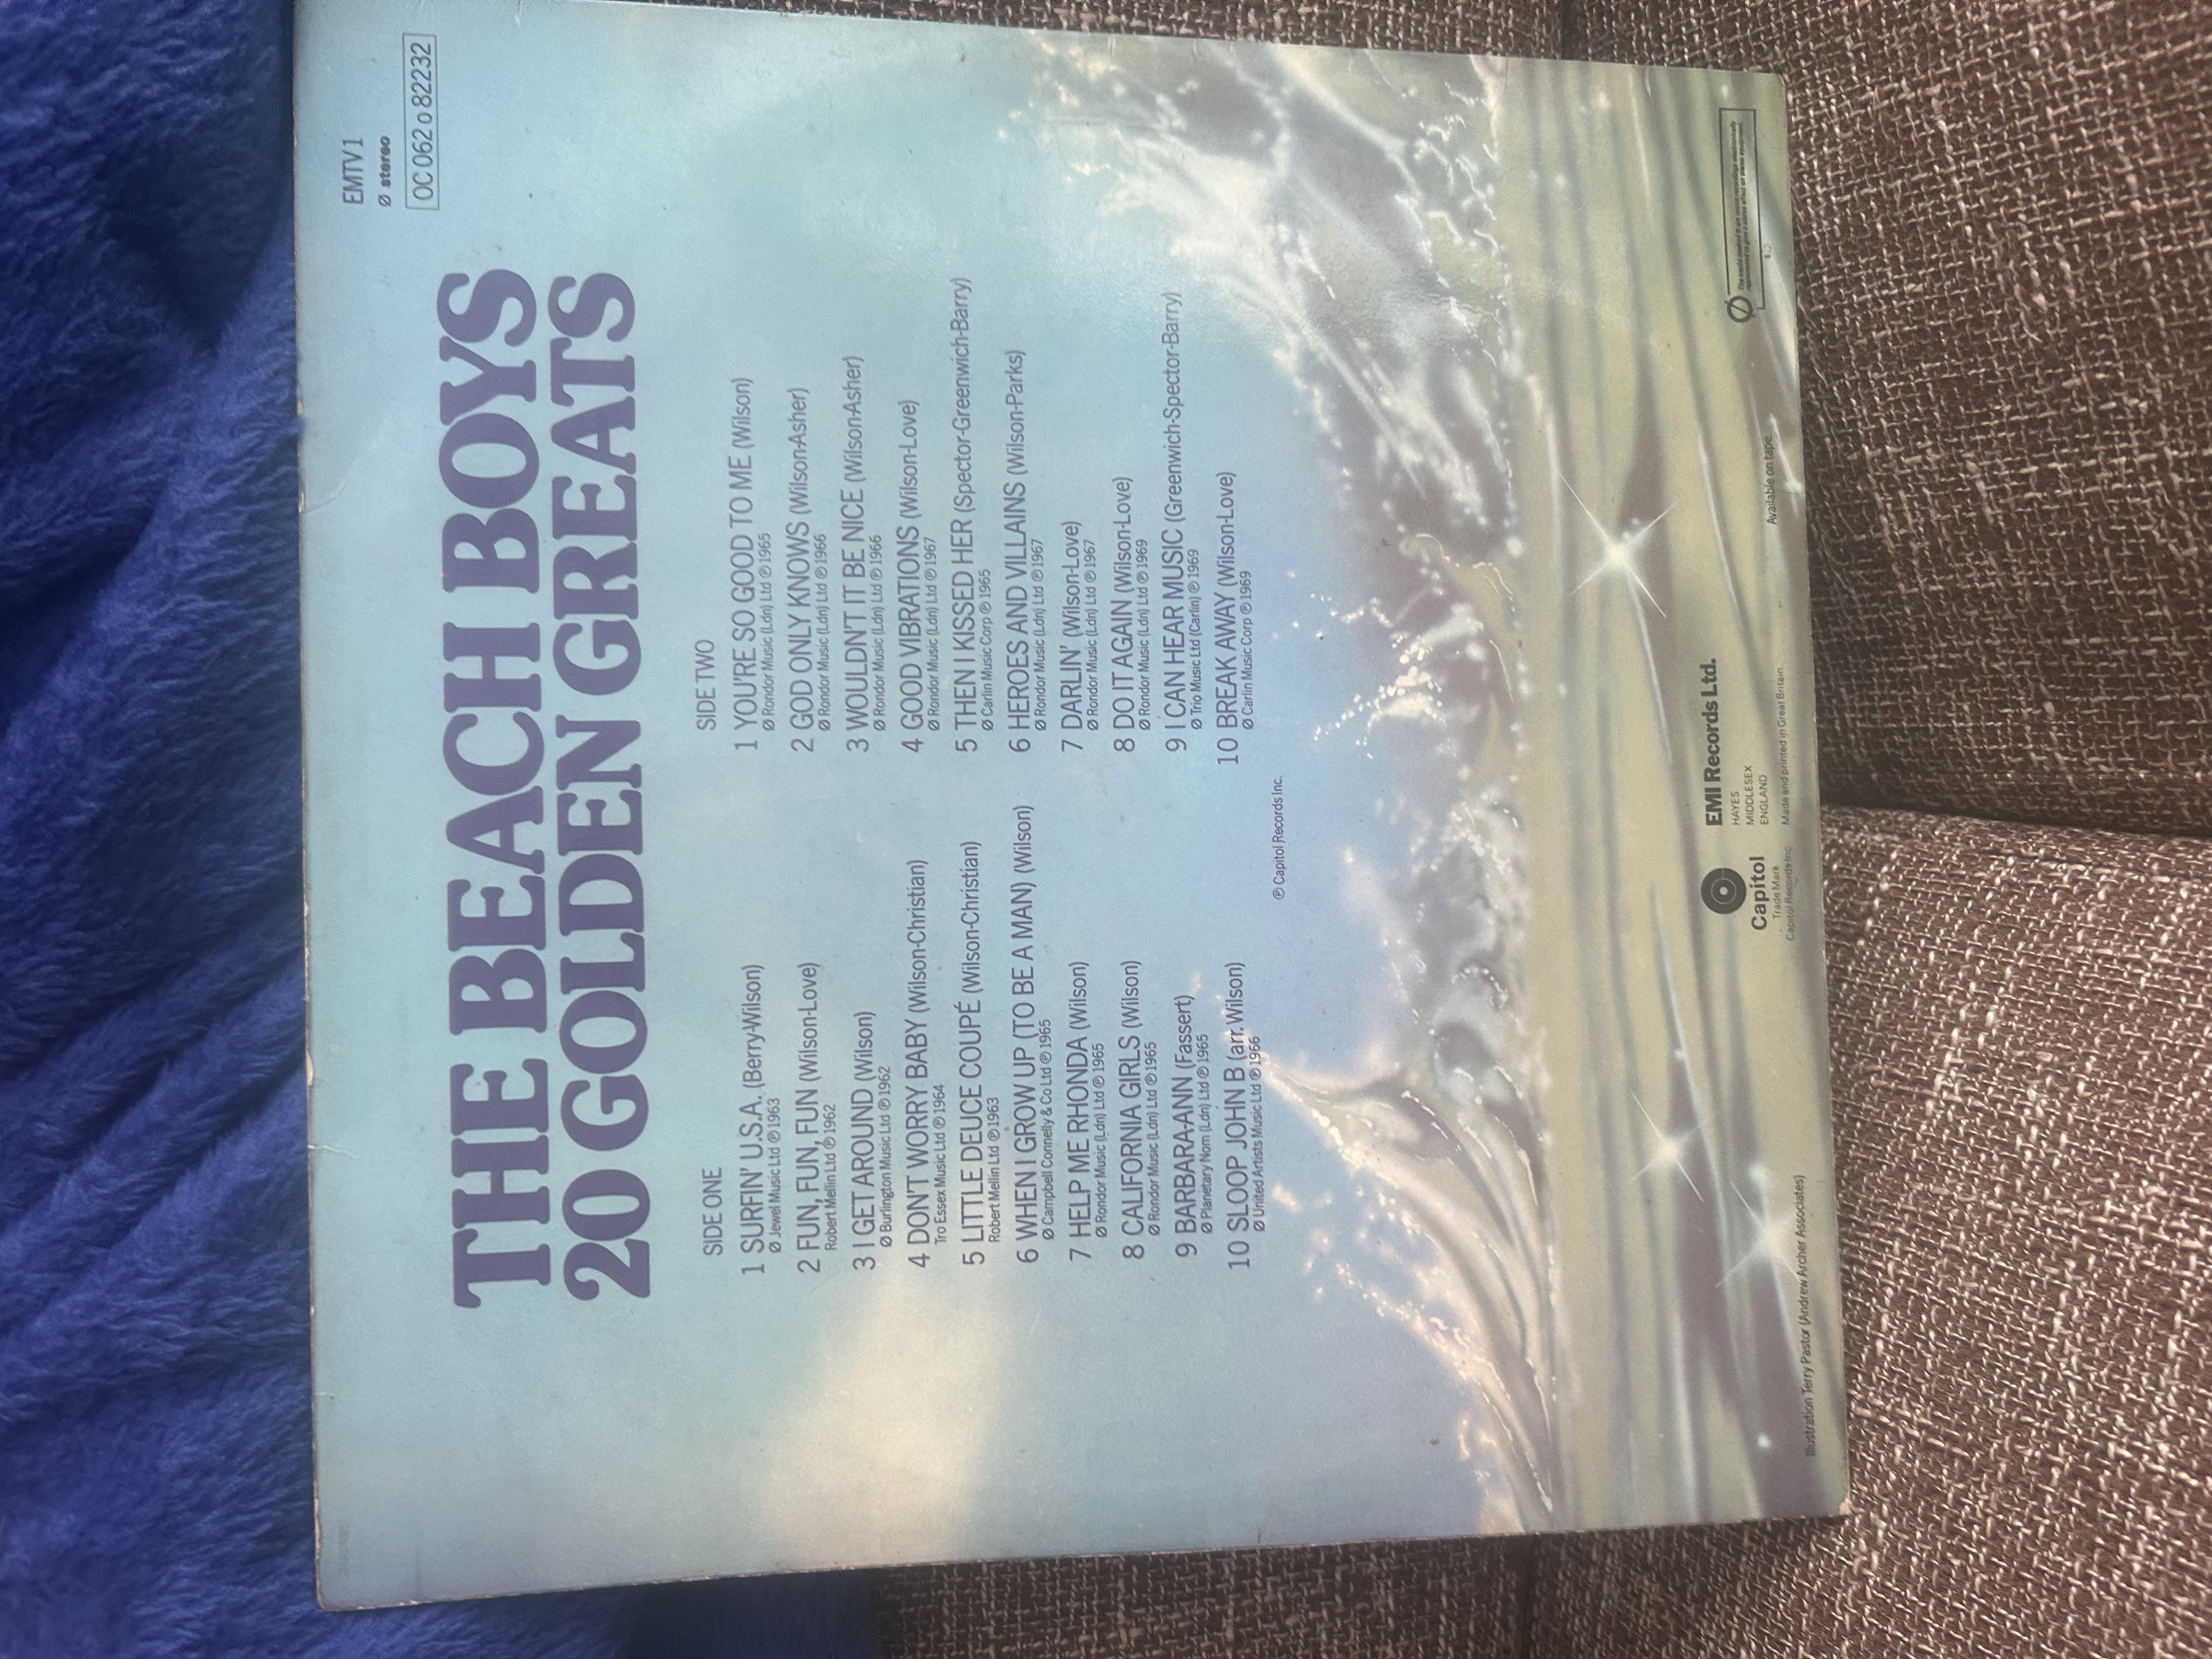 EMTV1
Ø stereo
OC 062 o 82232
THE BEACH BOYS
20 GOLDEN GREATS
SIDE ONE
1 SURFIN' U.S.A. (Berry-Wilson)
Ø Jewel Music Ltd ℗ 1963
2 FUN, FUN, FUN (Wilson-Love)
Robert Mellin Ltd ℗ 1962
3 I GET AROUND (Wilson)
Ø Burlington Music Ltd ℗ 1962
4 DON'T WORRY BABY (Wilson-Christian)
Tro Essex Music Ltd ℗ 1964
5 LITTLE DEUCE COUPÉ (Wilson-Christian)
Robert Mellin Ltd ℗ 1963
6 WHEN I GROW UP (TO BE A MAN) (Wilson)
Ø Campbell Connelly & Co Ltd ℗ 1965
7 HELP ME RHONDA (Wilson)
Ø Rondor Music (Ldn) Ltd ℗ 1965
8 CALIFORNIA GIRLS (Wilson)
Ø Rondor Music (Ldn) Ltd ℗ 1965
9 BARBARA-ANN (Fassert)
Ø Planetary Nom (Ldn) Ltd ℗ 1965
10 SLOOP JOHN B (arr. Wilson)
Ø United Artists Music Ltd ℗ 1966
SIDE TWO
1 YOU'RE SO GOOD TO ME (Wilson)
Ø Rondor Music (Ldn) Ltd ℗ 1965
2 GOD ONLY KNOWS (Wilson-Asher)
Ø Rondor Music (Ldn) Ltd ℗ 1966
3 WOULDN'T IT BE NICE (Wilson-Asher)
Ø Rondor Music (Ldn) Ltd ℗ 1966
4 GOOD VIBRATIONS (Wilson-Love)
Ø Rondor Music (Ldn) Ltd ℗ 1967
5 THEN I KISSED HER (Spector-Greenwich-Barry)
Ø Carlin Music Corp ℗ 1965
6 HEROES AND VILLAINS (Wilson-Parks)
Ø Rondor Music (Ldn) Ltd ℗ 1967
7 DARLIN' (Wilson-Love)
Ø Rondor Music (Ldn) Ltd ℗ 1967
8 DO IT AGAIN (Wilson-Love)
Ø Rondor Music (Ldn) Ltd ℗ 1969
9 I CAN HEAR MUSIC (Greenwich-Spector-Barry)
Ø Trio Music Ltd (Carlin) ℗ 1969
10 BREAK AWAY (Wilson-Love)
Ø Carlin Music Corp ℗ 1969
℗ Capitol Records Inc.
Illustration Terry Pastor (Andrew Archer Associates)
Capitol
Trade Mark
Capitol Records Inc
EMI Records Ltd.
HAYES
MIDDLESEX
ENGLAND
Made and printed in Great Britain
Available on tape
Ø